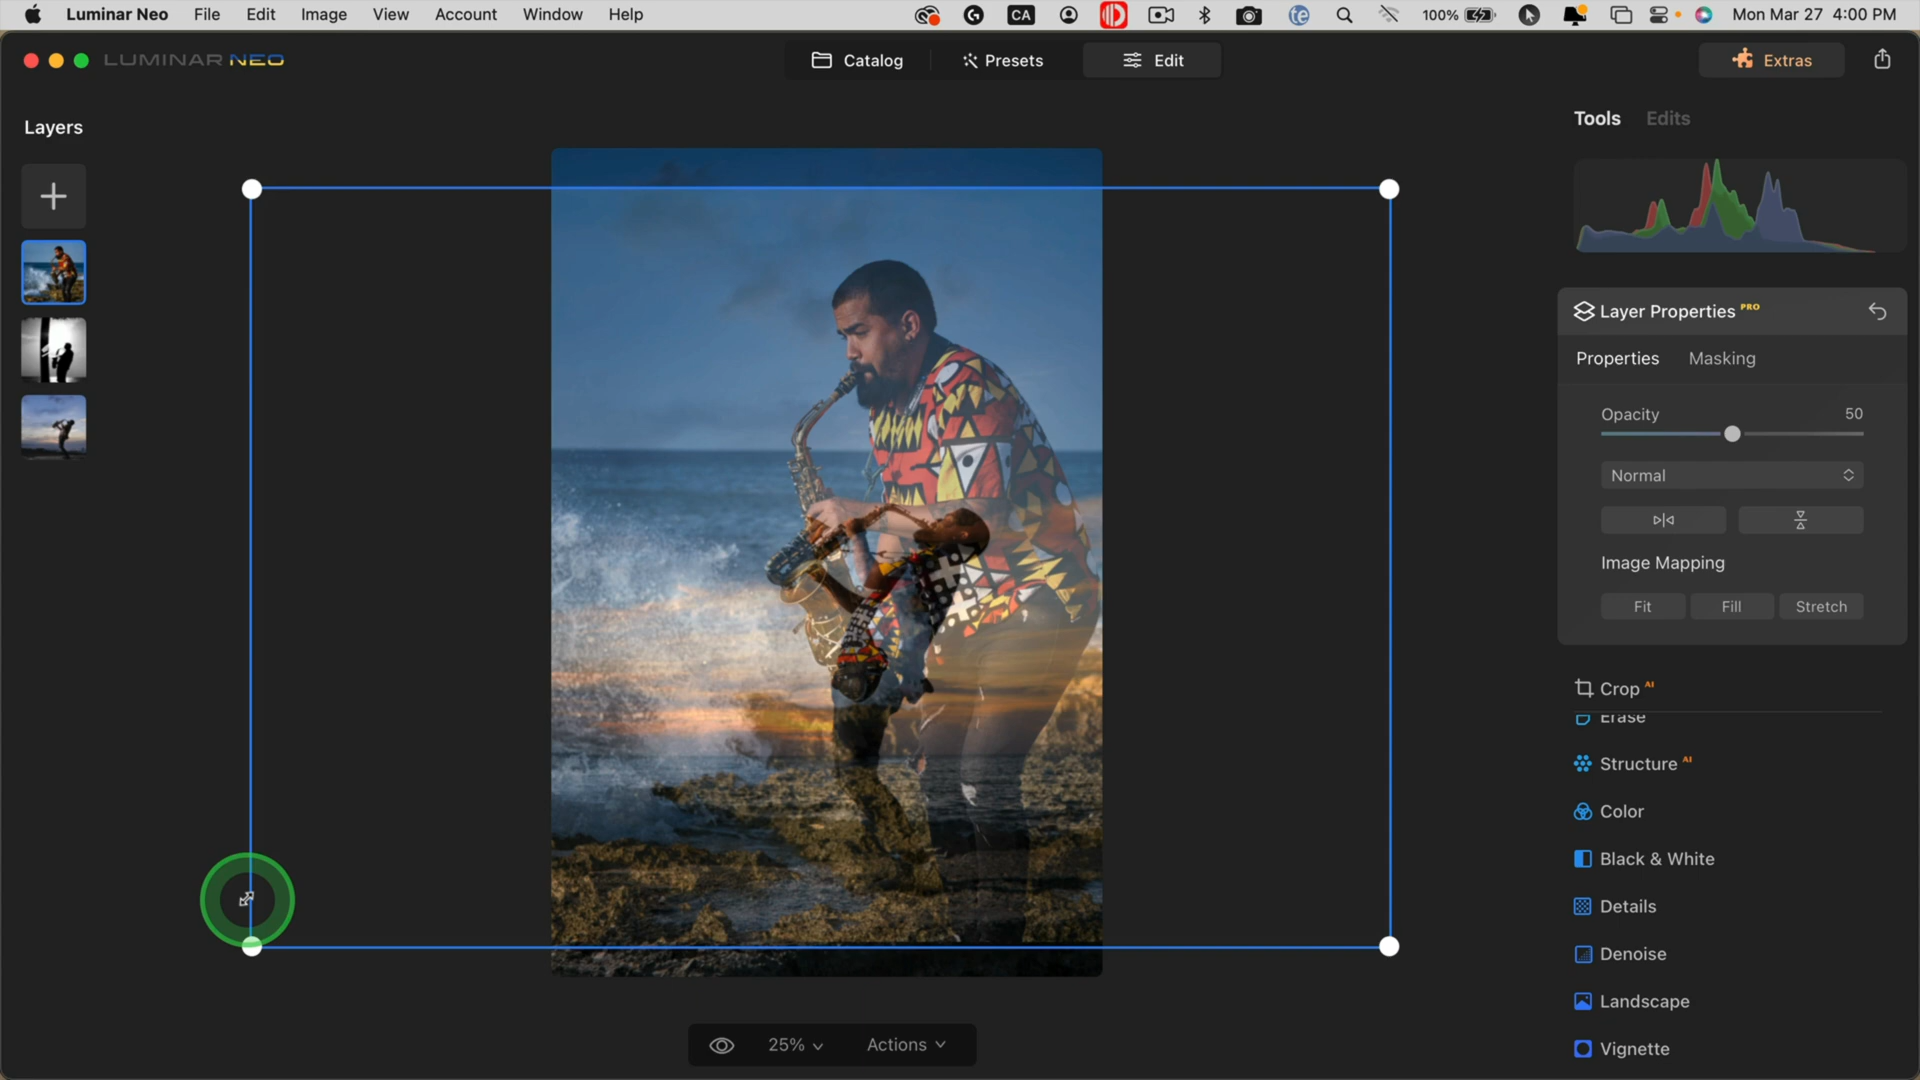 Luminar Neo File Edit Image View Account Window Help CA 100% Mon Mar 27 4:00 PM
LUMINAR NEO Catalog Presets Edit Extras
Layers
Tools Edits
Layer Properties PRO
Properties Masking
Opacity 50
Normal
Image Mapping
Fit Fill Stretch
Crop AI
Erase
Structure AI
Color
Black & White
Details
Denoise
Landscape
Vignette
25% Actions